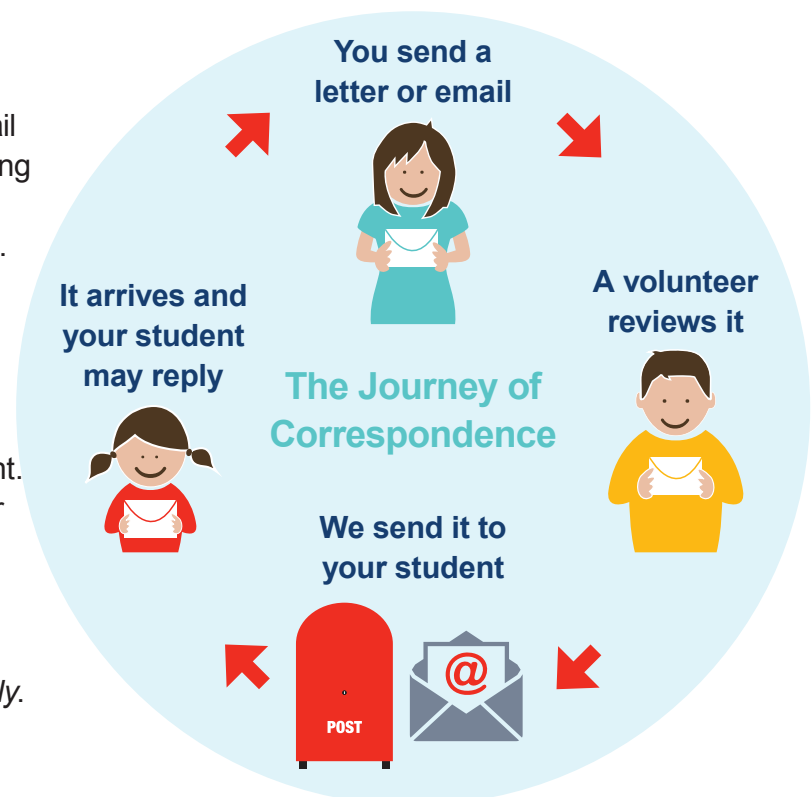 You send a
letter or email
A volunteer
reviews it
We send it to
your student
It arrives and
your student
may reply
The Journey of
Correspondence
@
POST